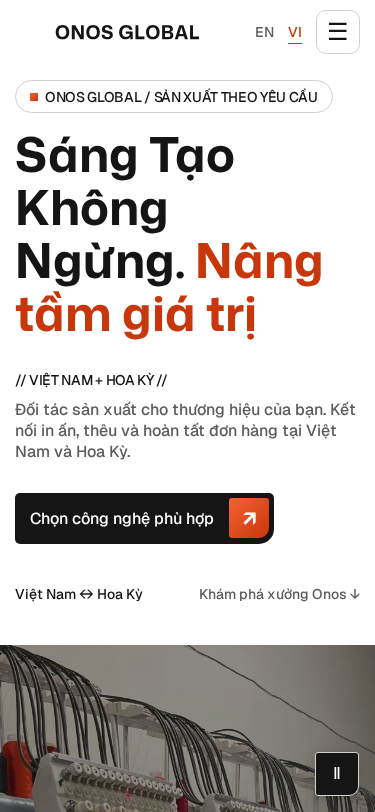 ONOS GLOBAL EN VI
ONOS GLOBAL / SẢN XUẤT THEO YÊU CẦU
Sáng Tạo
Không
Ngừng. Nâng
tầm giá trị
// VIỆT NAM + HOA KỲ //
Đối tác sản xuất cho thương hiệu của bạn. Kết
nối in ấn, thêu và hoàn tất đơn hàng tại Việt
Nam và Hoa Kỳ.
Chọn công nghệ phù hợp
Việt Nam ↔ Hoa Kỳ Khám phá xưởng Onos ↓